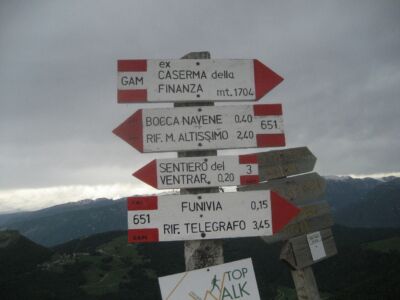 ex
GAM CASERMA della
FINANZA mt. 1704
BOCCA NAVENE 0,40
RIF. M. ALTISSIMO 2,40
651
SENTIERO del
VENTRAR 0,20
3
651
FUNIVIA 0,15
RIF. TELEGRAFO 3,45
TOP
WALK